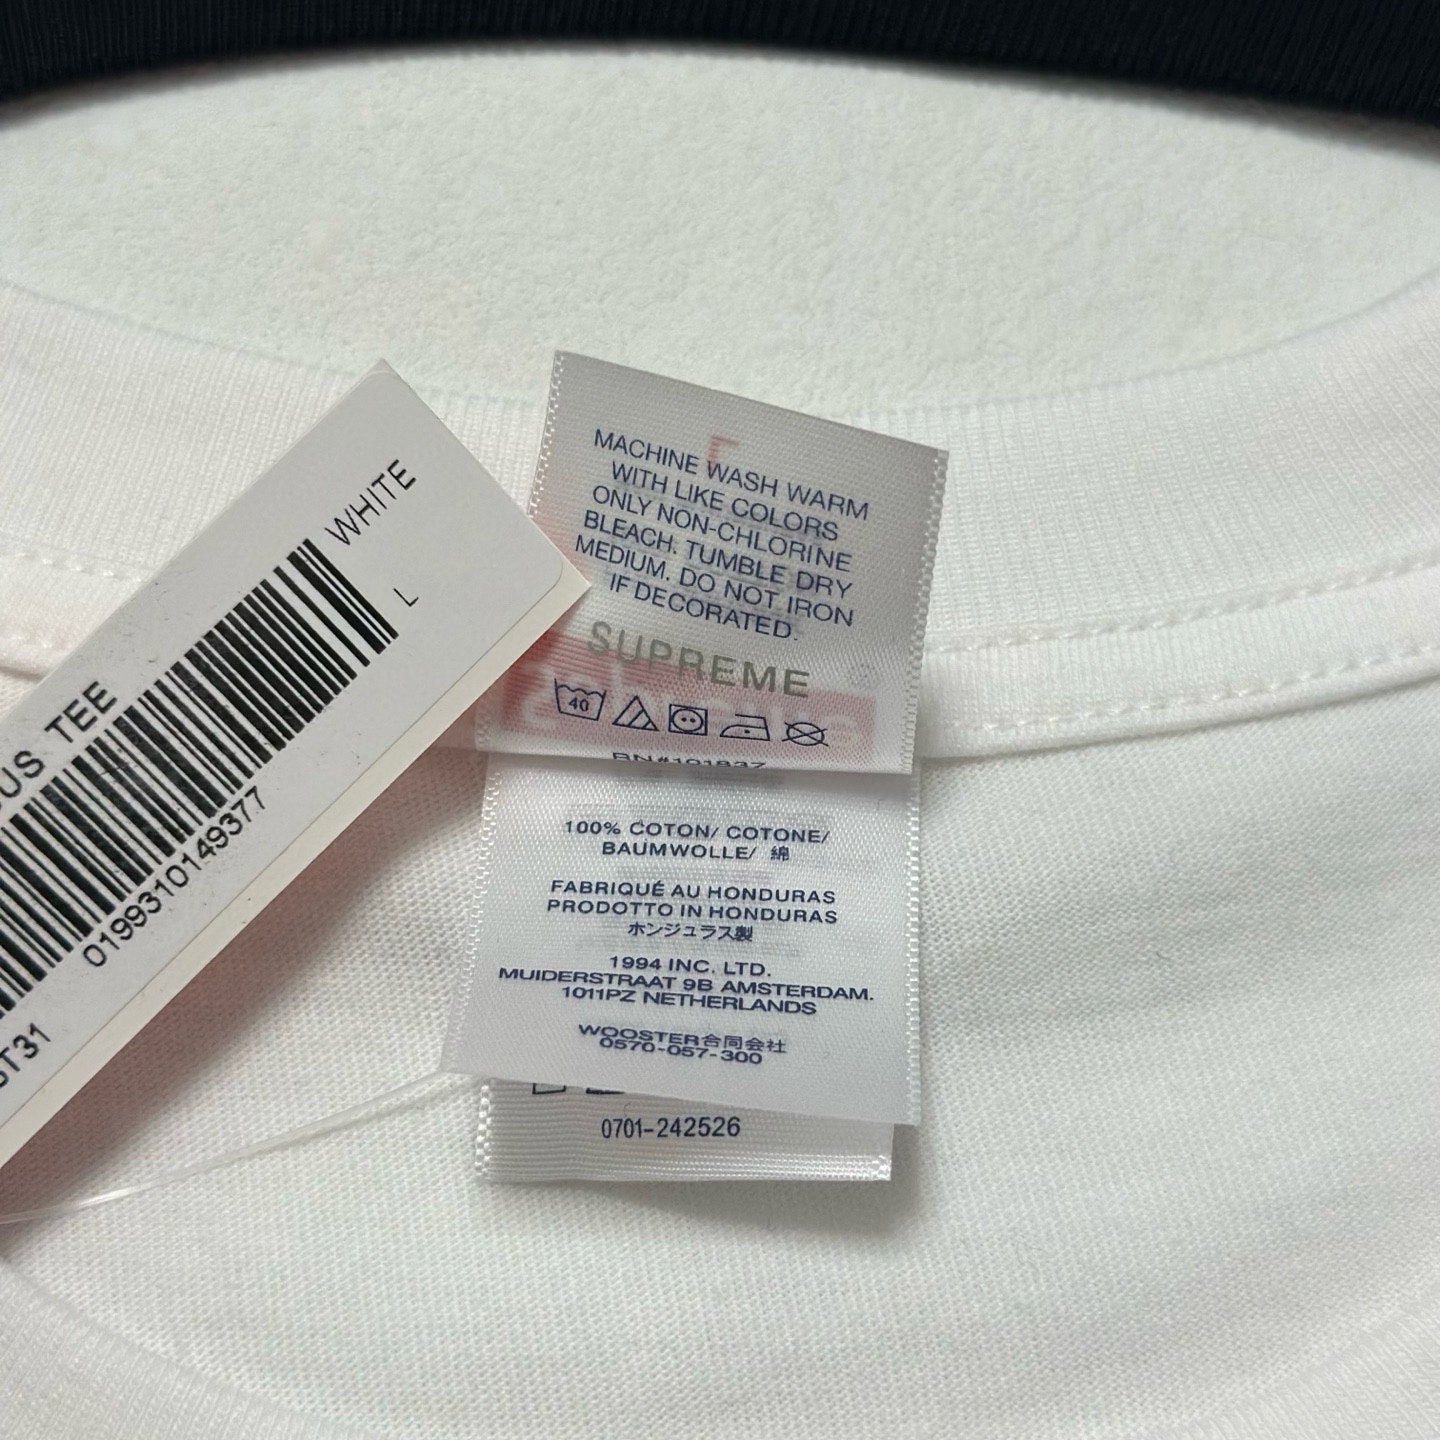 WHITE
L
TEE
0199310149377
T31
MACHINE WASH WARM
WITH LIKE COLORS
ONLY NON-CHLORINE
BLEACH. TUMBLE DRY
MEDIUM. DO NOT IRON
IF DECORATED.
SUPREME
40
RN#101837
100% COTON/ COTONE/
BAUMWOLLE/ 綿
FABRIQUÉ AU HONDURAS
PRODOTTO IN HONDURAS
ホンジュラス製
1994 INC. LTD.
MUIDERSTRAAT 9B AMSTERDAM.
1011PZ NETHERLANDS
WOOSTER合同会社
0570-057-300
0701-242526